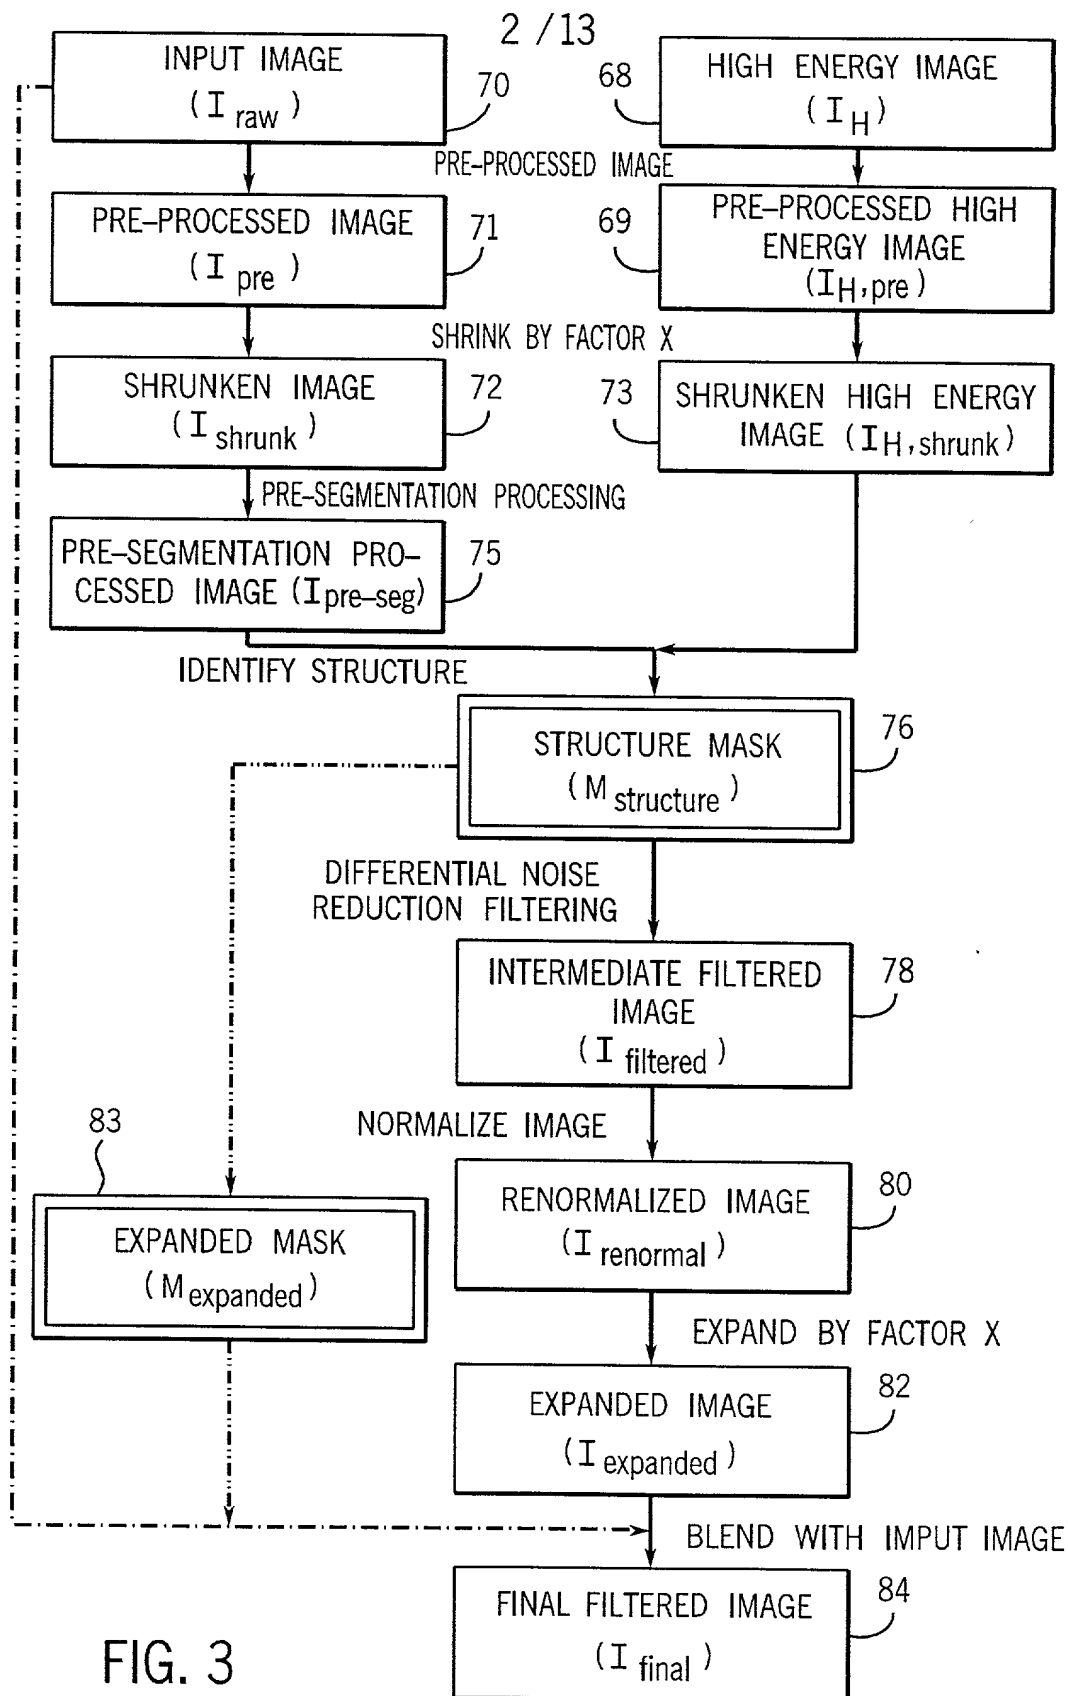 2 /13
INPUT IMAGE
( I raw )
70
68
HIGH ENERGY IMAGE
( I H )
PRE-PROCESSED IMAGE
PRE-PROCESSED IMAGE
( I pre )
71
69
PRE-PROCESSED HIGH
ENERGY IMAGE
(I H,pre)
SHRINK BY FACTOR X
SHRUNKEN IMAGE
( I shrunk )
72
73
SHRUNKEN HIGH ENERGY
IMAGE (I H,shrunk)
PRE-SEGMENTATION PROCESSING
PRE-SEGMENTATION PRO-
CESSED IMAGE (I pre-seg)
75
IDENTIFY STRUCTURE
STRUCTURE MASK
( M structure )
76
DIFFERENTIAL NOISE
REDUCTION FILTERING
INTERMEDIATE FILTERED
IMAGE
( I filtered )
78
NORMALIZE IMAGE
83
RENORMALIZED IMAGE
( I renormal )
80
EXPANDED MASK
( M expanded )
EXPAND BY FACTOR X
EXPANDED IMAGE
( I expanded )
82
BLEND WITH IMPUT IMAGE
FINAL FILTERED IMAGE
( I final )
84
FIG. 3